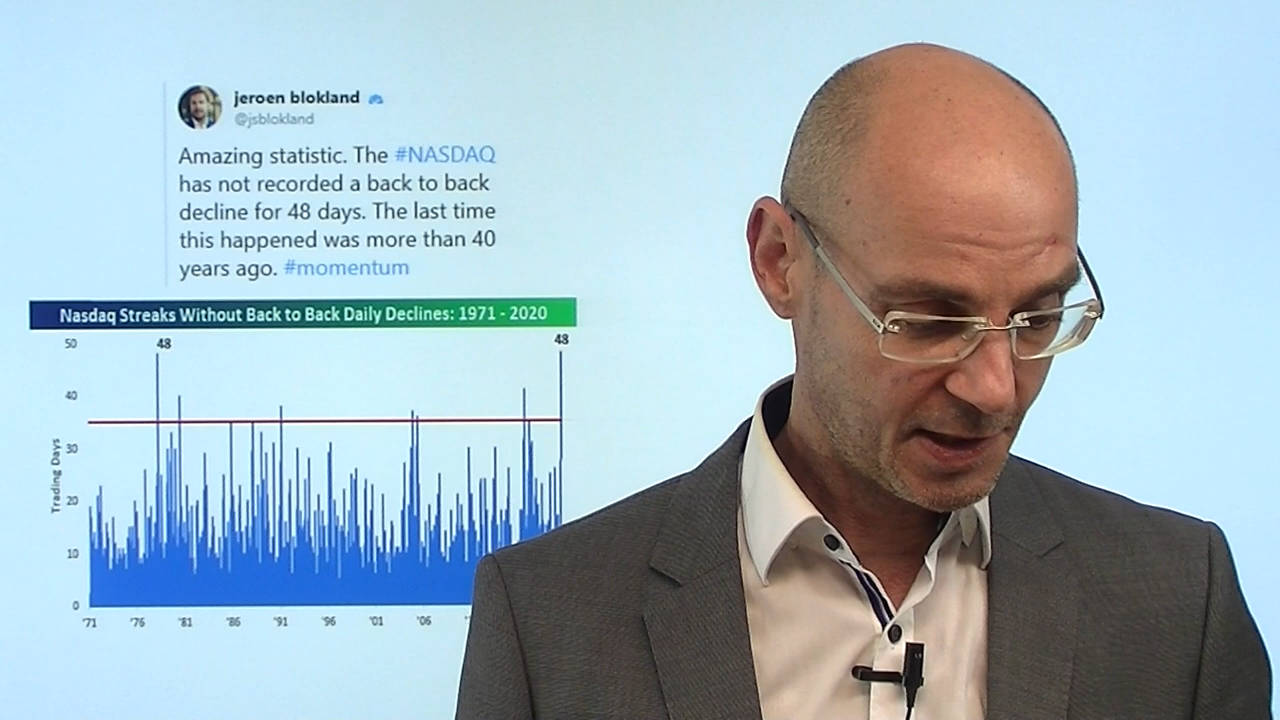 jeroen blokland
@jsblokland
Amazing statistic. The #NASDAQ
has not recorded a back to back
decline for 48 days. The last time
this happened was more than 40
years ago. #momentum
Nasdaq Streaks Without Back to Back Daily Declines: 1971 - 2020
48
48
50
40
30
20
10
0
Trading Days
'71 '76 '81 '86 '91 '96 '01 '06